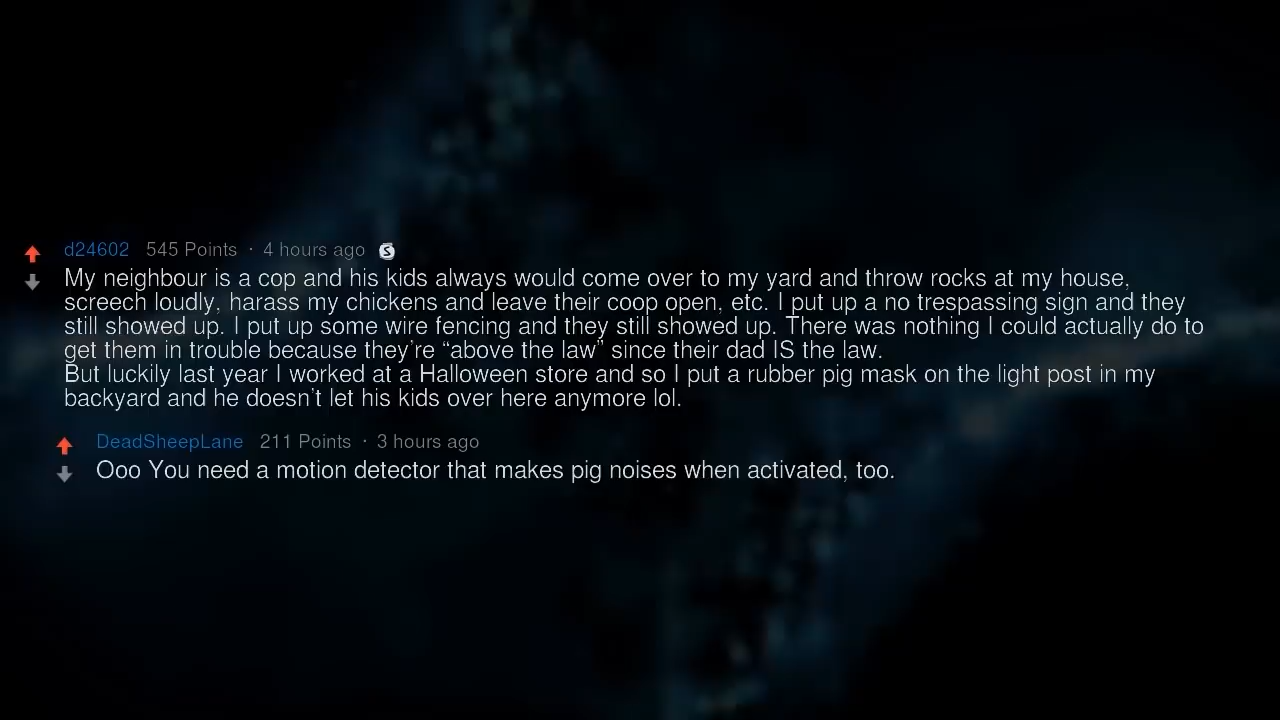 d24602 545 Points · 4 hours ago S
My neighbour is a cop and his kids always would come over to my yard and throw rocks at my house,
screech loudly, harass my chickens and leave their coop open, etc. I put up a no trespassing sign and they
still showed up. I put up some wire fencing and they still showed up. There was nothing I could actually do to
get them in trouble because they're “above the law” since their dad IS the law.
But luckily last year I worked at a Halloween store and so I put a rubber pig mask on the light post in my
backyard and he doesn't let his kids over here anymore lol.
DeadSheepLane 211 Points · 3 hours ago
Ooo You need a motion detector that makes pig noises when activated, too.